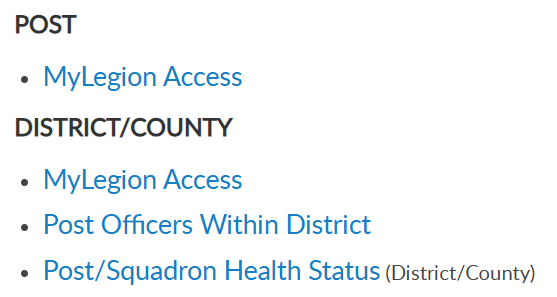 POST
• MyLegion Access
DISTRICT/COUNTY
• MyLegion Access
• Post Officers Within District
• Post/Squadron Health Status (District/County)